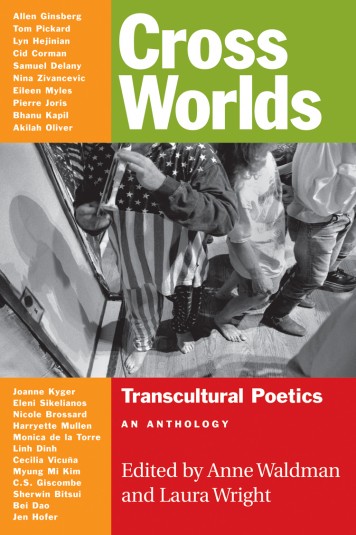 Allen Ginsberg
Tom Pickard
Lyn Hejinian
Cid Corman
Samuel Delany
Nina Zivancevic
Eileen Myles
Pierre Joris
Bhanu Kapil
Akilah Oliver
Cross
Worlds
Joanne Kyger
Eleni Sikelianos
Nicole Brossard
Harryette Mullen
Monica de la Torre
Linh Dinh
Cecilia Vicuña
Myung Mi Kim
C.S. Giscombe
Sherwin Bitsui
Bei Dao
Jen Hofer
Transcultural Poetics
AN ANTHOLOGY
Edited by Anne Waldman
and Laura Wright